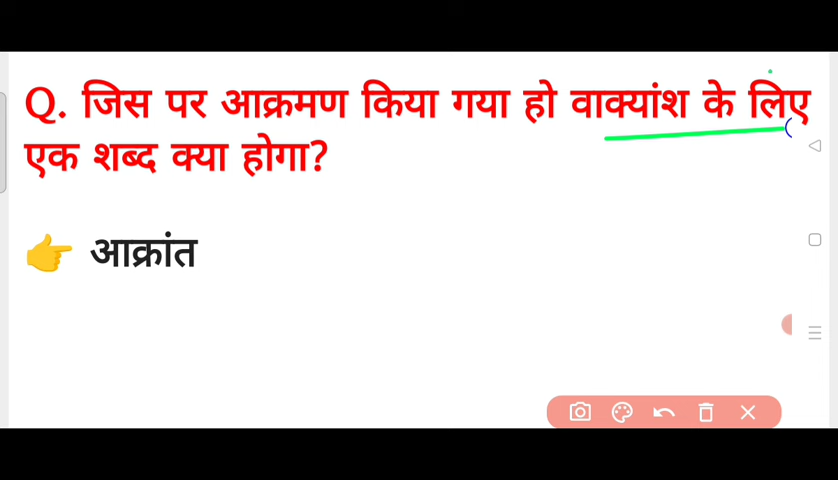 Q. जिस पर आक्रमण किया गया हो वाक्यांश के लिए
एक शब्द क्या होगा?
👉 आक्रांत